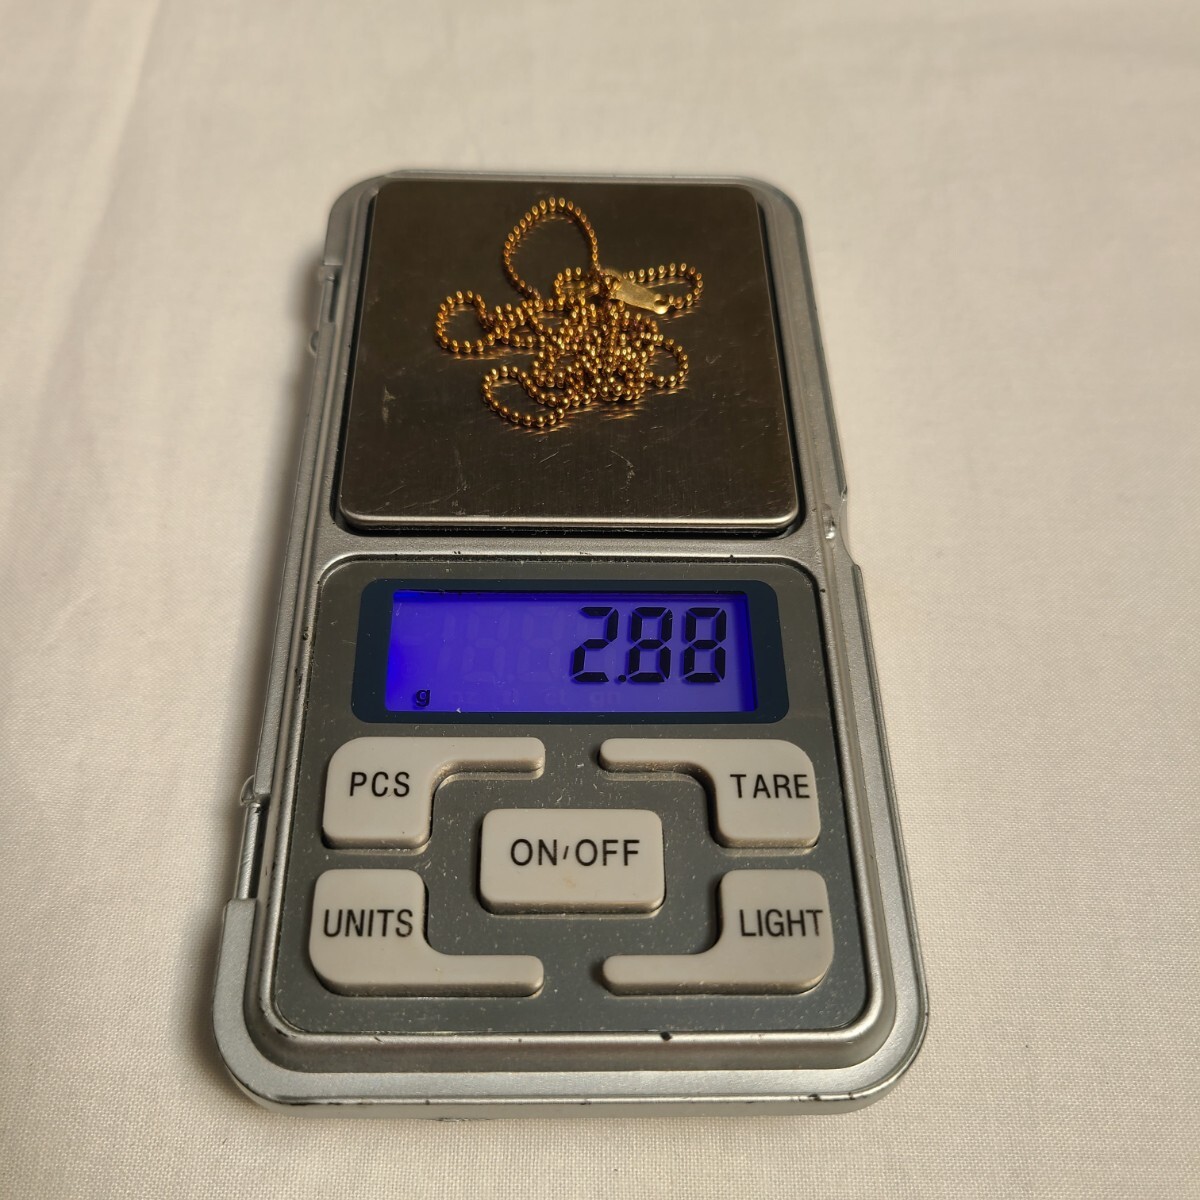 2.88
g
PCS
TARE
ON/OFF
UNITS
LIGHT